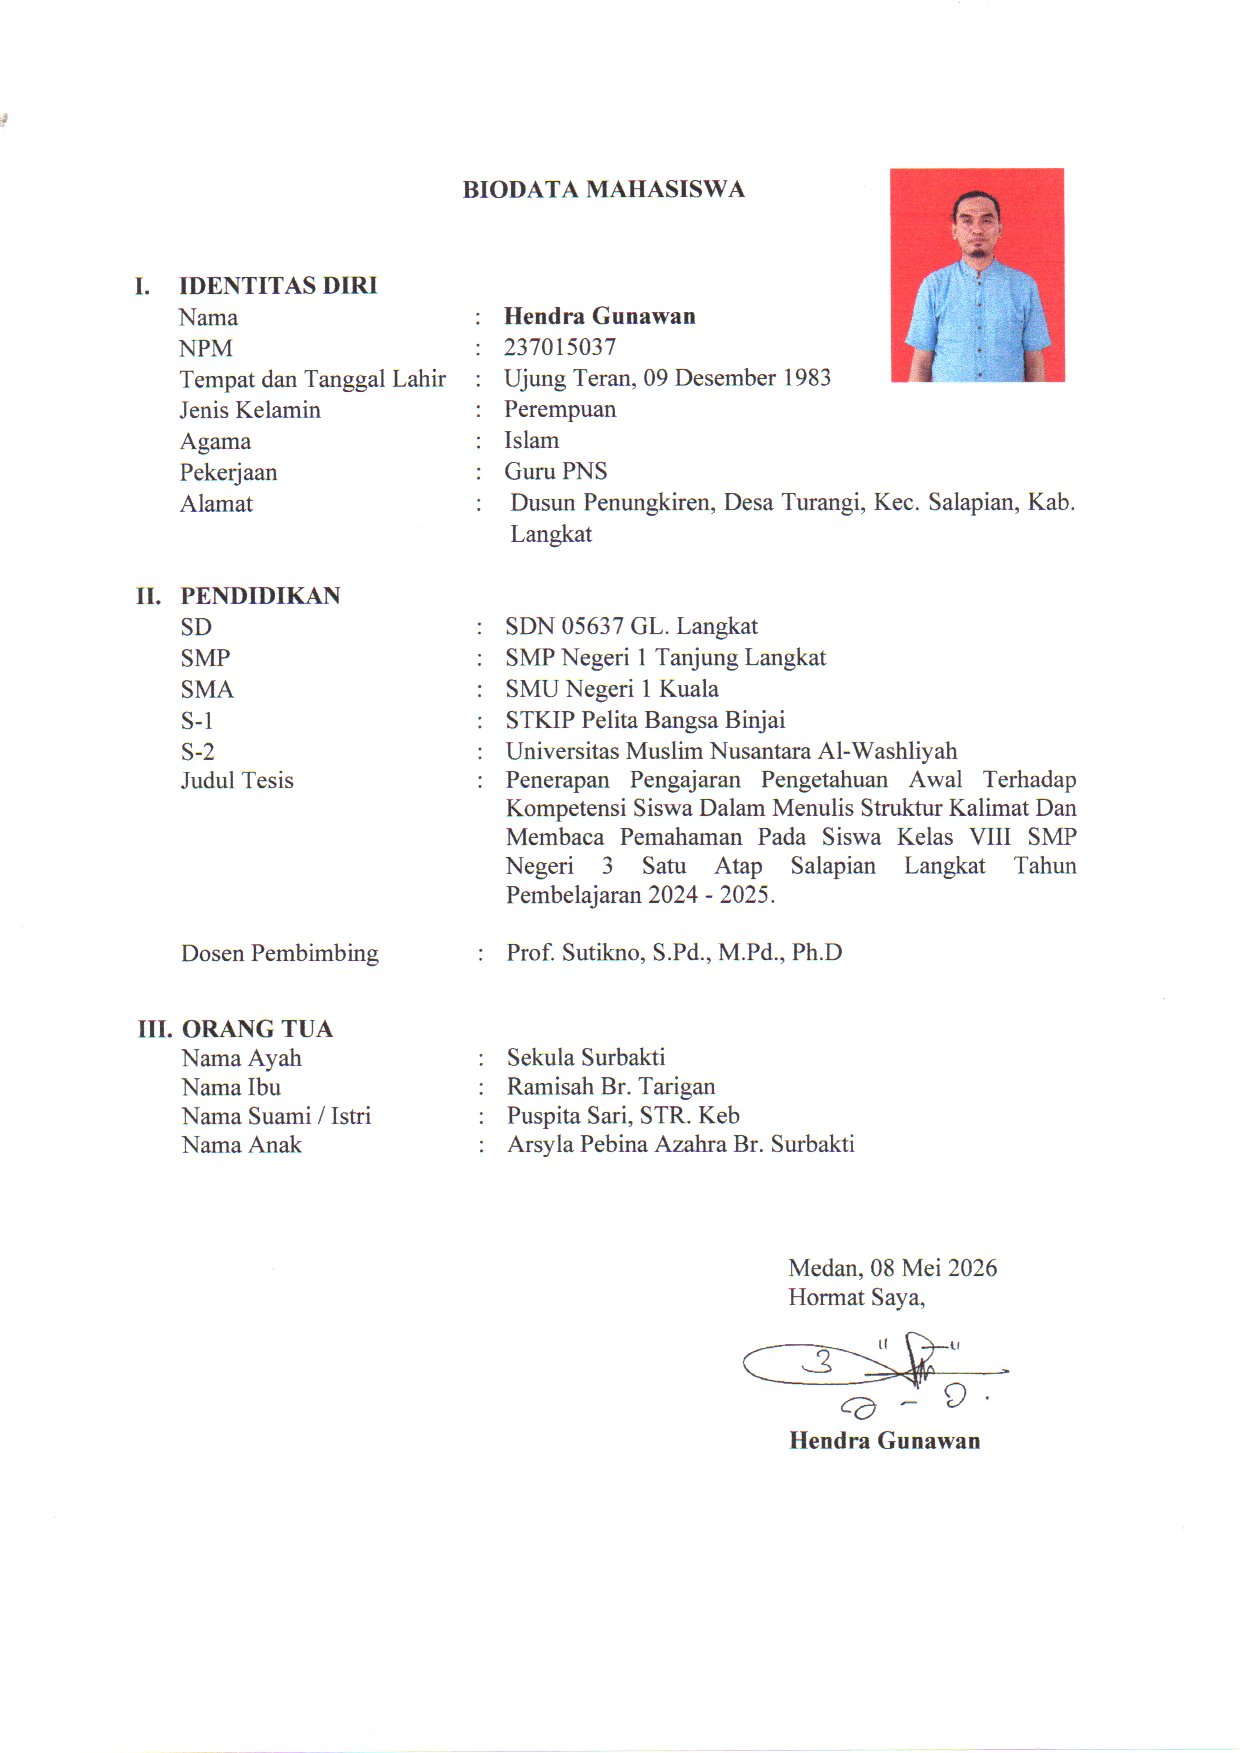 BIODATA MAHASISWA
I. IDENTITAS DIRI
Nama : Hendra Gunawan
NPM : 237015037
Tempat dan Tanggal Lahir : Ujung Teran, 09 Desember 1983
Jenis Kelamin : Perempuan
Agama : Islam
Pekerjaan : Guru PNS
Alamat : Dusun Penungkiren, Desa Turangi, Kec. Salapian, Kab.
Langkat
II. PENDIDIKAN
SD : SDN 05637 GL. Langkat
SMP : SMP Negeri 1 Tanjung Langkat
SMA : SMU Negeri 1 Kuala
S-1 : STKIP Pelita Bangsa Binjai
S-2 : Universitas Muslim Nusantara Al-Washliyah
Judul Tesis : Penerapan Pengajaran Pengetahuan Awal Terhadap
Kompetensi Siswa Dalam Menulis Struktur Kalimat Dan
Membaca Pemahaman Pada Siswa Kelas VIII SMP
Negeri 3 Satu Atap Salapian Langkat Tahun
Pembelajaran 2024 - 2025.
Dosen Pembimbing : Prof. Sutikno, S.Pd., M.Pd., Ph.D
III. ORANG TUA
Nama Ayah : Sekula Surbakti
Nama Ibu : Ramisah Br. Tarigan
Nama Suami / Istri : Puspita Sari, STR. Keb
Nama Anak : Arsyla Pebina Azahra Br. Surbakti
Medan, 08 Mei 2026
Hormat Saya,
Hendra Gunawan